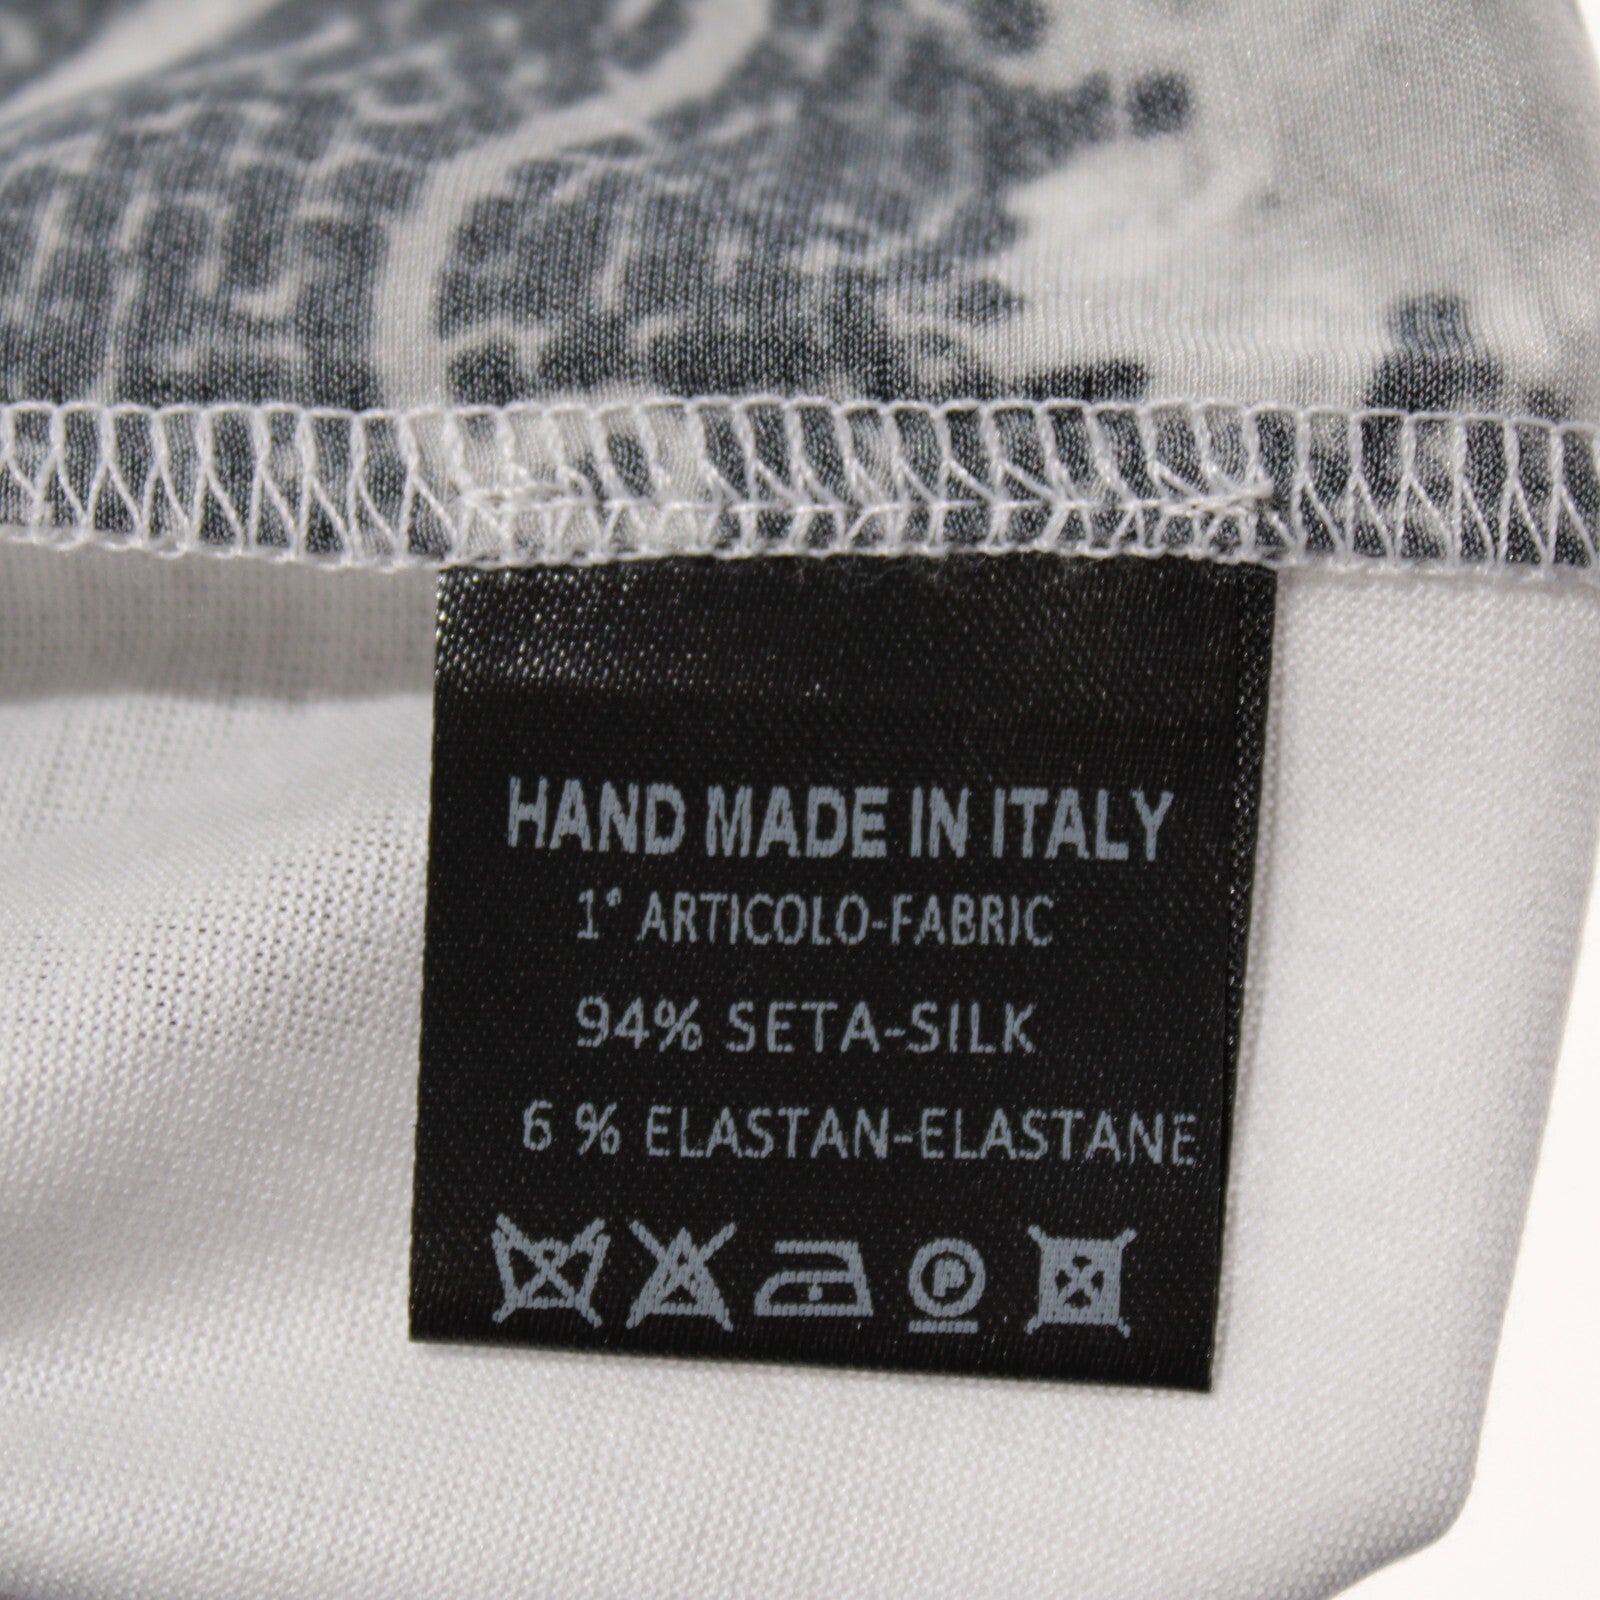 HAND MADE IN ITALY
1° ARTICOLO-FABRIC
94% SETA-SILK
6 % ELASTAN-ELASTANE
P